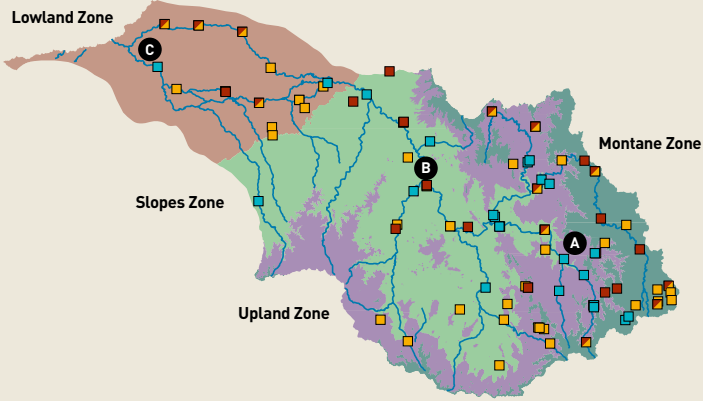 Lowland Zone
C
Montane Zone
B
Slopes Zone
A
Upland Zone